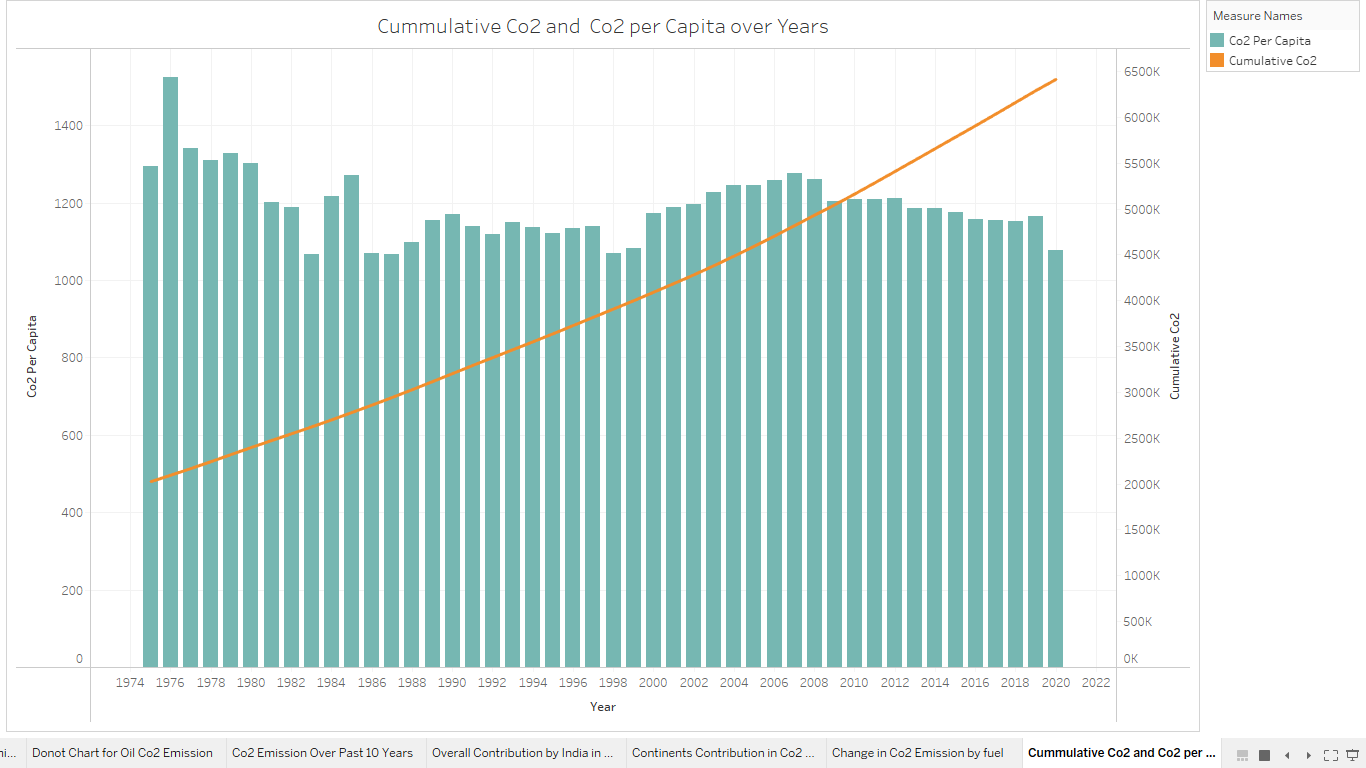 Cummulative Co2 and  Co2 per Capita over Years
Measure Names
Co2 Per Capita
Cumulative Co2
Co2 Per Capita
1400
1200
1000
800
600
400
200
0
6500K
6000K
5500K
5000K
4500K
4000K
3500K
3000K
2500K
2000K
1500K
1000K
500K
0K
Cumulative Co2
1974 1976 1978 1980 1982 1984 1986 1988 1990 1992 1994 1996 1998 2000 2002 2004 2006 2008 2010 2012 2014 2016 2018 2020 2022
Year
ni... Donot Chart for Oil Co2 Emission Co2 Emission Over Past 10 Years Overall Contribution by India in ... Continents Contribution in Co2 ... Change in Co2 Emission by fuel Cummulative Co2 and Co2 per ...